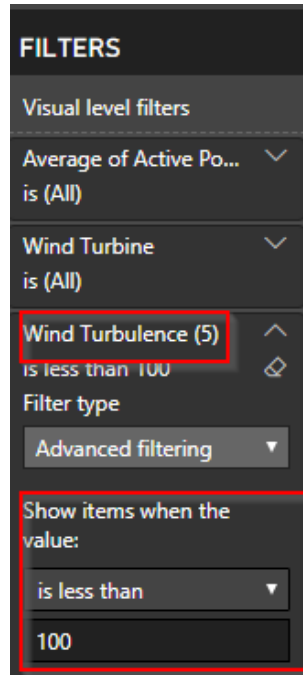 FILTERS
Visual level filters
Average of Active Po...
is (All)
Wind Turbine
is (All)
Wind Turbulence (5)
is less than 100
Filter type
Advanced filtering
Show items when the
value:
is less than
100